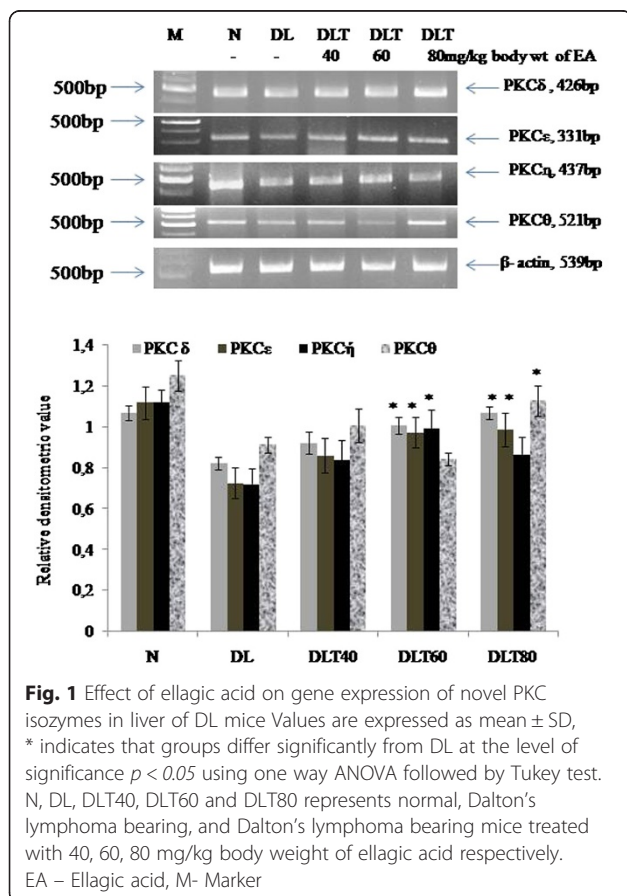 M N DL DLT DLT DLT
- - 40 60 80mg/kg body wt of EA
500bp PKCδ, 426bp
500bp PKCε, 331bp
500bp PKCη, 437bp
500bp PKCθ, 521bp
500bp β-actin, 539bp
PKC δ PKCε PKCή PKCθ
Relative densitometric value
1,4
1,2
1
0,8
0,6
0,4
0,2
0
* * * * * *
N DL DLT40 DLT60 DLT80
Fig. 1 Effect of ellagic acid on gene expression of novel PKC
isozymes in liver of DL mice Values are expressed as mean ± SD,
* indicates that groups differ significantly from DL at the level of
significance p < 0.05 using one way ANOVA followed by Tukey test.
N, DL, DLT40, DLT60 and DLT80 represents normal, Dalton's
lymphoma bearing, and Dalton's lymphoma bearing mice treated
with 40, 60, 80 mg/kg body weight of ellagic acid respectively.
EA – Ellagic acid, M- Marker